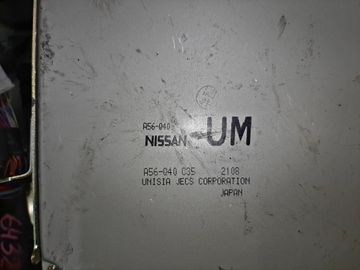 A56-040
NISSAN UM
A56-040 C35 2108
UNISIA JECS CORPORATION
JAPAN